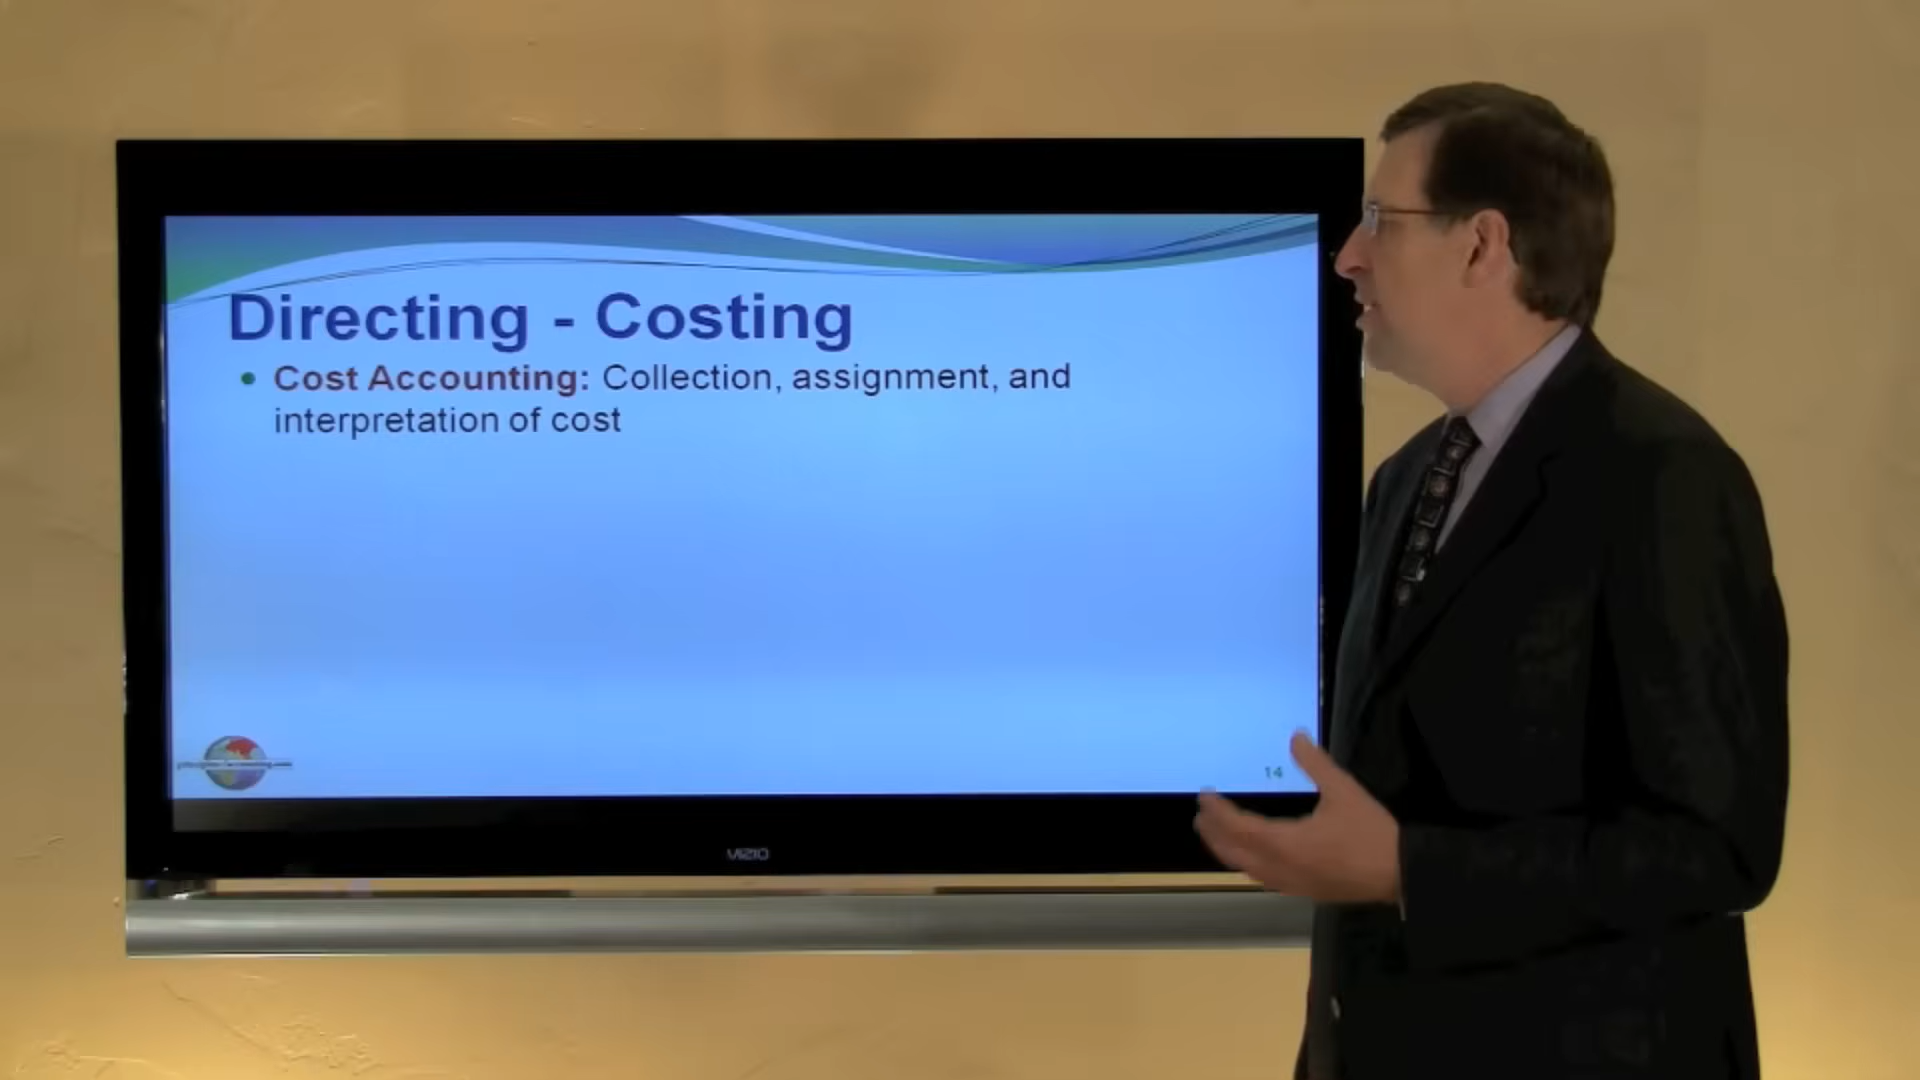 Directing - Costing
• Cost Accounting: Collection, assignment, and
interpretation of cost
14
VIZIO